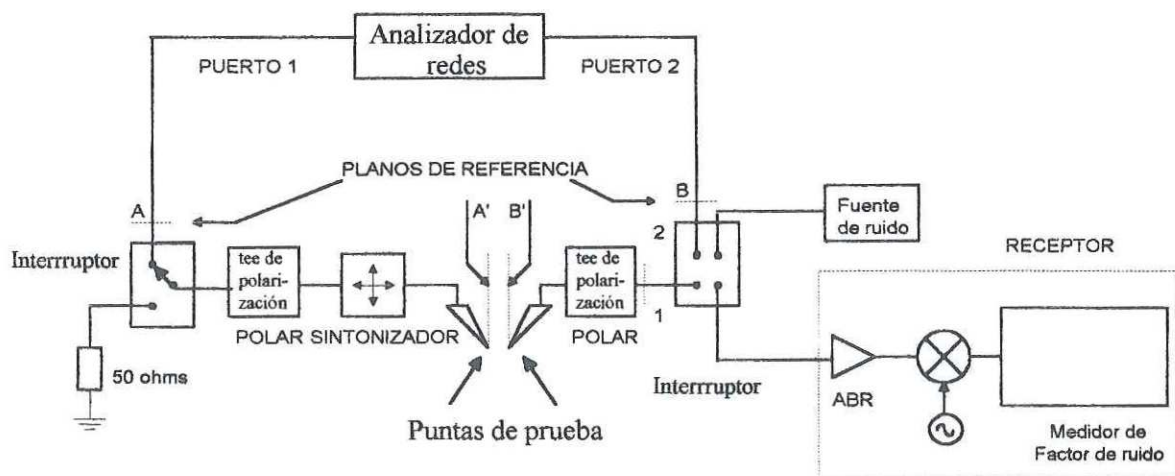 Analizador de
redes
PUERTO 1
PUERTO 2
PLANOS DE REFERENCIA
A
A'
B'
B
2
Fuente
de ruido
RECEPTOR
Interrruptor
tee de
polari-
zación
tee de
polari-
zación
POLAR SINTONIZADOR
POLAR
1
50 ohms
Interrruptor
ABR
Puntas de prueba
Medidor de
Factor de ruido